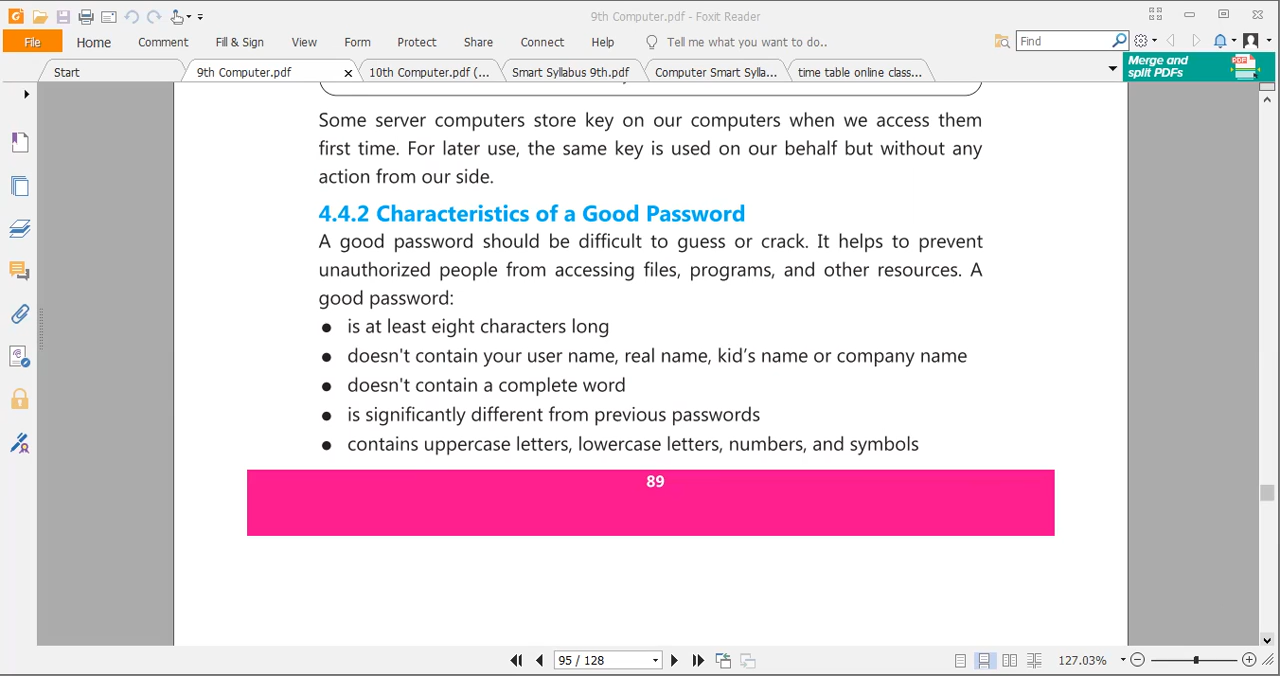 9th Computer.pdf - Foxit Reader
File Home Comment Fill & Sign View Form Protect Share Connect Help Tell me what you want to do.. Find
Start 9th Computer.pdf 10th Computer.pdf (... Smart Syllabus 9th.pdf Computer Smart Sylla... time table online class...
Merge and
split PDFs
PDF
Some server computers store key on our computers when we access them
first time. For later use, the same key is used on our behalf but without any
action from our side.
4.4.2 Characteristics of a Good Password
A good password should be difficult to guess or crack. It helps to prevent
unauthorized people from accessing files, programs, and other resources. A
good password:
● is at least eight characters long
● doesn't contain your user name, real name, kid’s name or company name
● doesn't contain a complete word
● is significantly different from previous passwords
● contains uppercase letters, lowercase letters, numbers, and symbols
89
95 / 128 127.03%